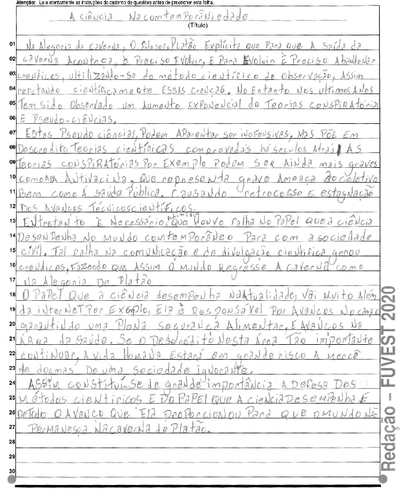 Atenção: Leia atentamente as instruções do caderno de questões antes de preencher esta folha.
A Ciência Na contemporâniedade
(Título)
01 Na Alegoria da caverna, o filósofo Platão Explicita que para que A saída da
02 caverna Aconteça, é Preciso Evoluir, E para Evoluir é Preciso Abandonar
03 crendices, utilizando-se do método científico de Observação, Assim
04 refutando cientificamente Essas crenças. No Entanto nos ultimos Anos
05 Tem sido Observado um Aumento exponencial de Teorias Conspiratórias
06 E Pseudo-ciências.
07 Estas Pseudo ciências, Podem Aparentar ser inofensivas, mas Põe Em
08 Descredito Teorias científicas comprovadas há séculos atrás, As
09 Teorias conspiratórias Por Exemplo Podem ser Ainda mais graves
10 como a Antivacina, que representa grave Ameaça Ao coletivo
11 Bem como A saúde Pública, causando retrocesso e estagnação
12 Dos Avanços Técnicoscientíficos.
13 Entretanto É Necessário, que houve falha No Papel que a ciência
14 Desempenha No mundo contemporâneo Para com a sociedade
15 civil. Tal falha na comunicação e de divulgação científica gerou
16 crendices, fazendo que Assim O mundo Regresse A caverna como
17 na Alegoria de Platão
18 O Papel que A ciência desempenha na Atualidade, vai Muito Além
19 da internet Por Exemplo, Ela é Responsável Por Avanços No campo
20 garantindo uma Plena segurança Alimentar, E Avanços na
21 Área da Saúde. Se o Descrédito Nesta Área Tão importante
22 continuar, A vida Humana Estará em grande risco A mercê
23 de dogmas De uma Sociedade ignorante.
24 Assim constitui-se de grande importância A Defesa Dos
25 Métodos científicos E Do Papel que A ciencia Desempenha E
26 de Todo O Avanço que Ela Proporcionou Para que o mundo não
27 Permaneça Na caverna de Platão.
28
29
30
Redação – FUVEST 2020